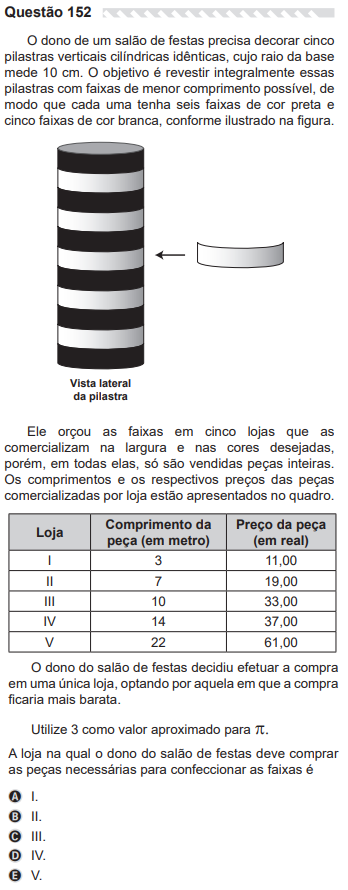 Questão 152
O dono de um salão de festas precisa decorar cinco
pilastras verticais cilíndricas idênticas, cujo raio da base
mede 10 cm. O objetivo é revestir integralmente essas
pilastras com faixas de menor comprimento possível, de
modo que cada uma tenha seis faixas de cor preta e
cinco faixas de cor branca, conforme ilustrado na figura.
Vista lateral
da pilastra
Ele orçou as faixas em cinco lojas que as
comercializam na largura e nas cores desejadas,
porém, em todas elas, só são vendidas peças inteiras.
Os comprimentos e os respectivos preços das peças
comercializadas por loja estão apresentados no quadro.
Loja
Comprimento da
peça (em metro)
Preço da peça
(em real)
I 3 11,00
II 7 19,00
III 10 33,00
IV 14 37,00
V 22 61,00
O dono do salão de festas decidiu efetuar a compra
em uma única loja, optando por aquela em que a compra
ficaria mais barata.
Utilize 3 como valor aproximado para π.
A loja na qual o dono do salão de festas deve comprar
as peças necessárias para confeccionar as faixas é
A I.
B II.
C III.
D IV.
E V.